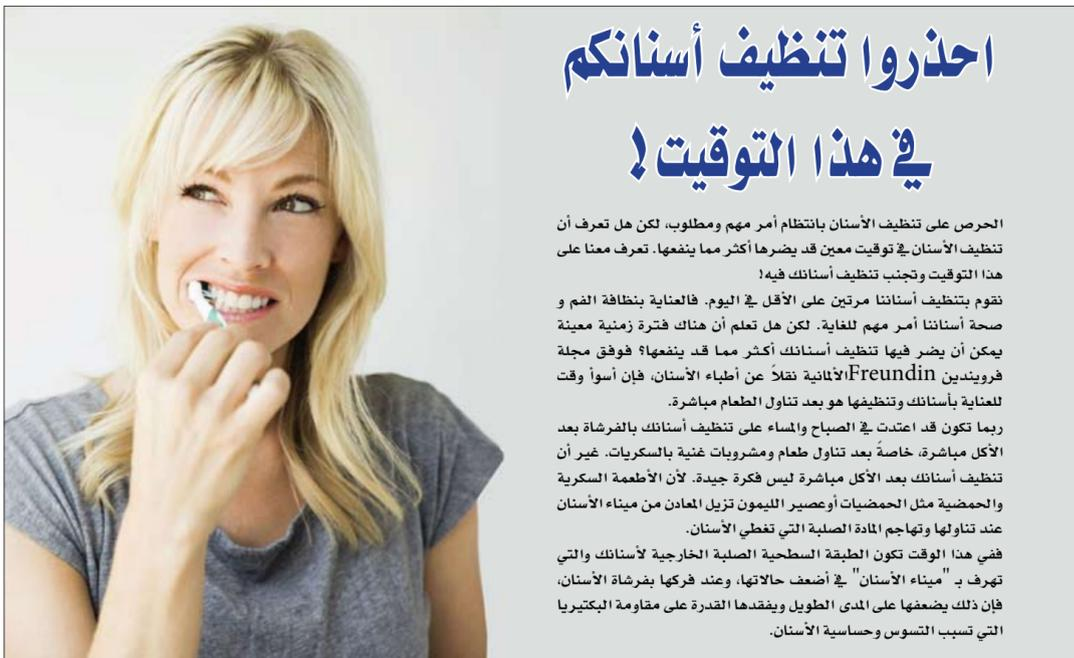 احذروا تنظيف أسنانكم
في هذا التوقيت!
الحرص على تنظيف الأسنان بانتظام أمر مهم ومطلوب، لكن هل تعرف أن
تنظيف الأسنان في توقيت معين قد يضرها أكثر مما ينفعها. تعرف معنا على
هذا التوقيت وتجنب تنظيف أسنانك فيه!
نقوم بتنظيف أسناننا مرتين على الأقل في اليوم. فالعناية بنظافة الفم و
صحة أسناننا أمر مهم للغاية. لكن هل تعلم أن هناك فترة زمنية معينة
يمكن أن يضر فيها تنظيف أسنانك أكثر مما قد ينفعها؟ فوفق مجلة
فرويندين Freundinالألمانية نقلاً عن أطباء الأسنان، فإن أسوأ وقت
للعناية بأسنانك وتنظيفها هو بعد تناول الطعام مباشرة.
ربما تكون قد اعتدت في الصباح والمساء على تنظيف أسنانك بالفرشاة بعد
الأكل مباشرة، خاصةً بعد تناول طعام ومشروبات غنية بالسكريات. غير أن
تنظيف أسنانك بعد الأكل مباشرة ليس فكرة جيدة. لأن الأطعمة السكرية
والحمضية مثل الحمضيات أوعصير الليمون تزيل المعادن من ميناء الأسنان
عند تناولها وتهاجم المادة الصلبة التي تغطي الأسنان.
ففي هذا الوقت تكون الطبقة السطحية الصلبة الخارجية لأسنانك والتي
تهرف بـ "ميناء الأسنان" في أضعف حالاتها، وعند فركها بفرشاة الأسنان،
فإن ذلك يضعفها على المدى الطويل ويفقدها القدرة على مقاومة البكتيريا
التي تسبب التسوس وحساسية الأسنان.